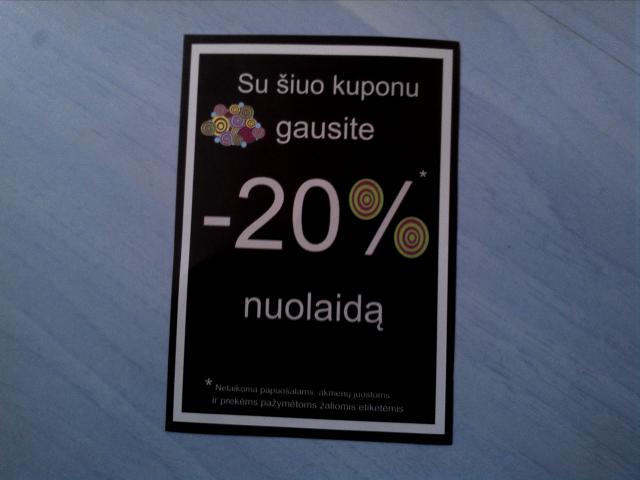 Su šiuo kuponu
gausite
-20%*
nuolaidą
* Netaikoma papuošalams, akmenų juostoms
ir prekėms pažymėtoms žaliomis etiketėmis